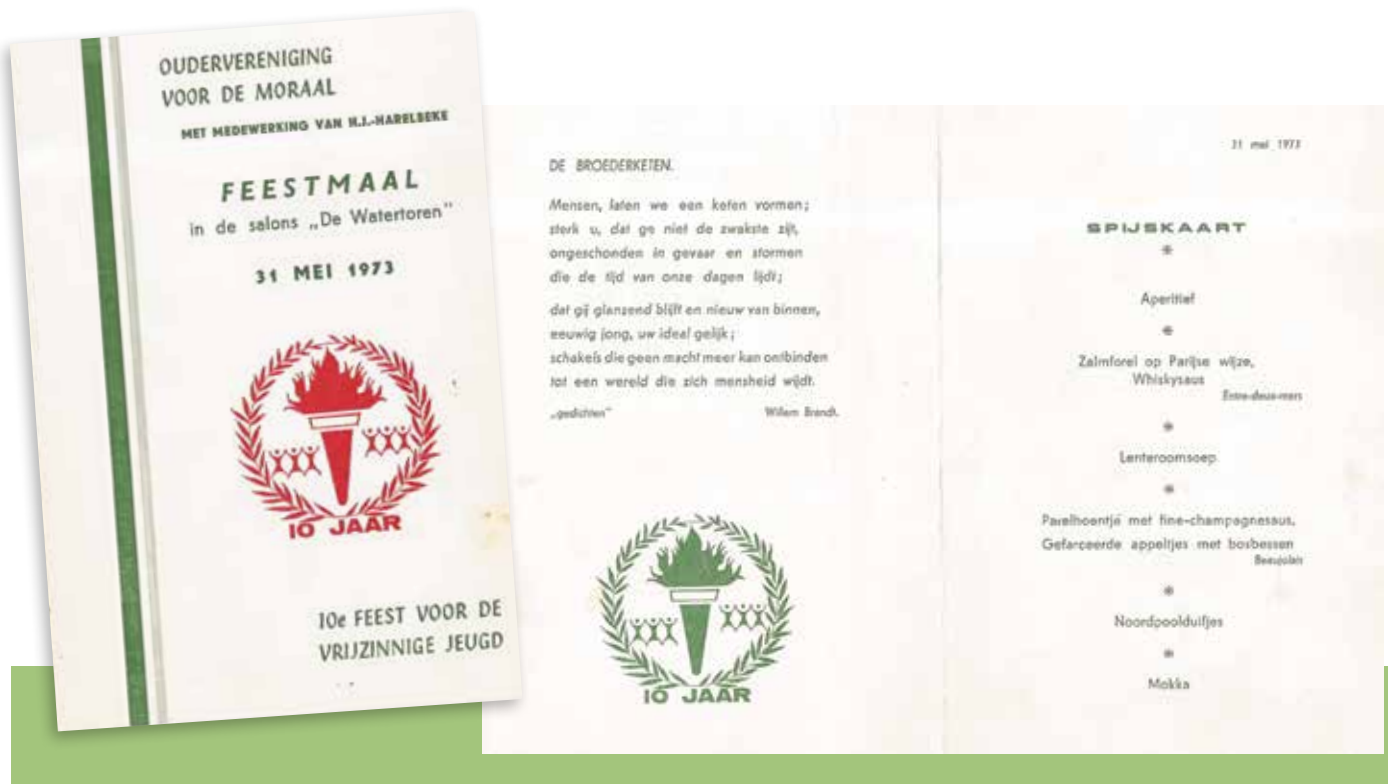 OUDERVERENIGING
VOOR DE MORAAL
MET MEDEWERKING VAN H.J.-HARELBEKE
FEESTMAAL
in de salons „De Watertoren"
31 MEI 1973
10 JAAR
10e FEEST VOOR DE
VRIJZINNIGE JEUGD
DE BROEDERKETEN.
Mensen, laten we een keten vormen;
sterk u, dat ge niet de zwakste zijt,
ongeschonden in gevaar en stormen
die de tijd van onze dagen lijdt;
dat gij glanzend blijft en nieuw van binnen,
eeuwig jong, uw ideal gelijk;
schakels die geen macht meer kan ontbinden
tot een wereld die zich mensheid wijdt.
„gedichten" Willem Brandt.
10 JAAR
31 mei 1973
SPIJSKAART
Aperitief
Zalmforel op Parijse wijze,
Whiskysaus
Entre-deux-mers
Lenteroomsoep
Parelhoentje met fine-champagnesaus,
Gefarceerde appeltjes met bosbessen
Beaujolais
Noordpoolduifjes
Mokka